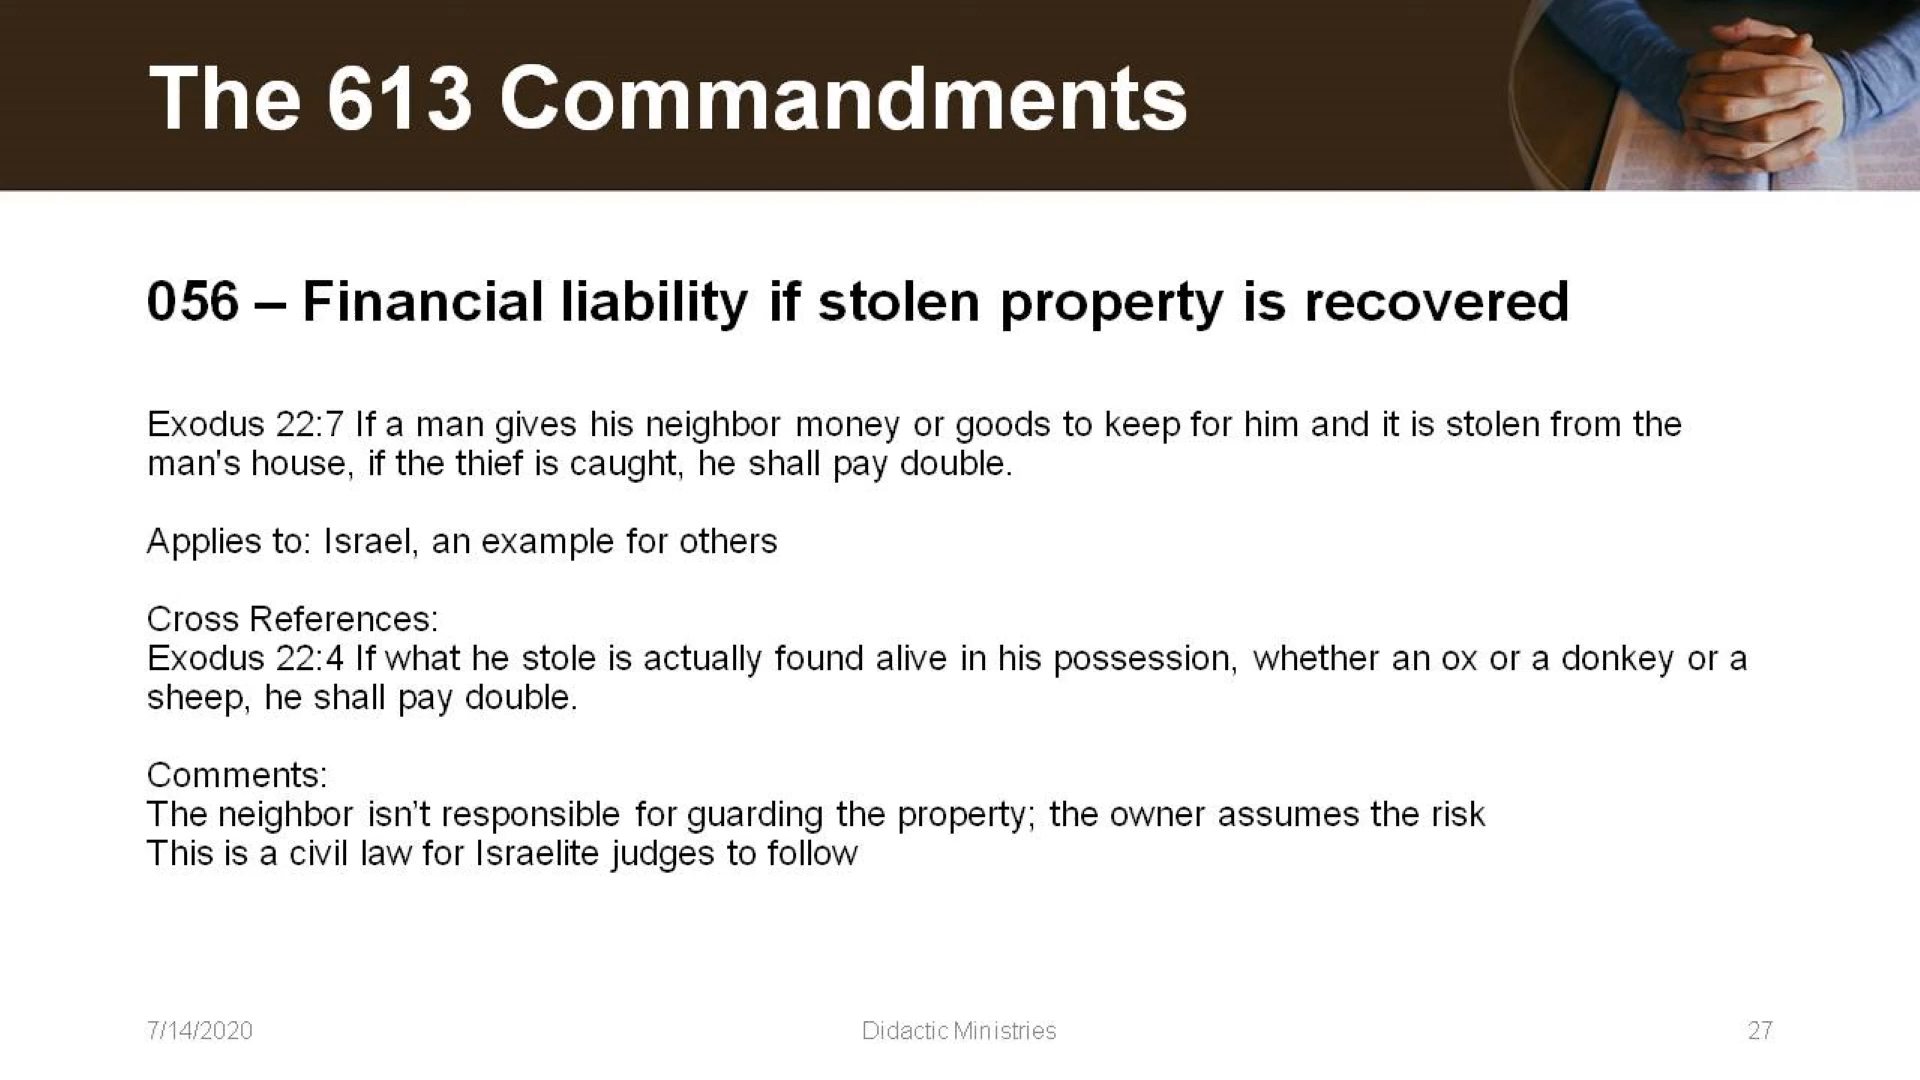 The 613 Commandments
056 – Financial liability if stolen property is recovered
Exodus 22:7 If a man gives his neighbor money or goods to keep for him and it is stolen from the
man's house, if the thief is caught, he shall pay double.
Applies to: Israel, an example for others
Cross References:
Exodus 22:4 If what he stole is actually found alive in his possession, whether an ox or a donkey or a
sheep, he shall pay double.
Comments:
The neighbor isn’t responsible for guarding the property; the owner assumes the risk
This is a civil law for Israelite judges to follow
7/14/2020
Didactic Ministries
27